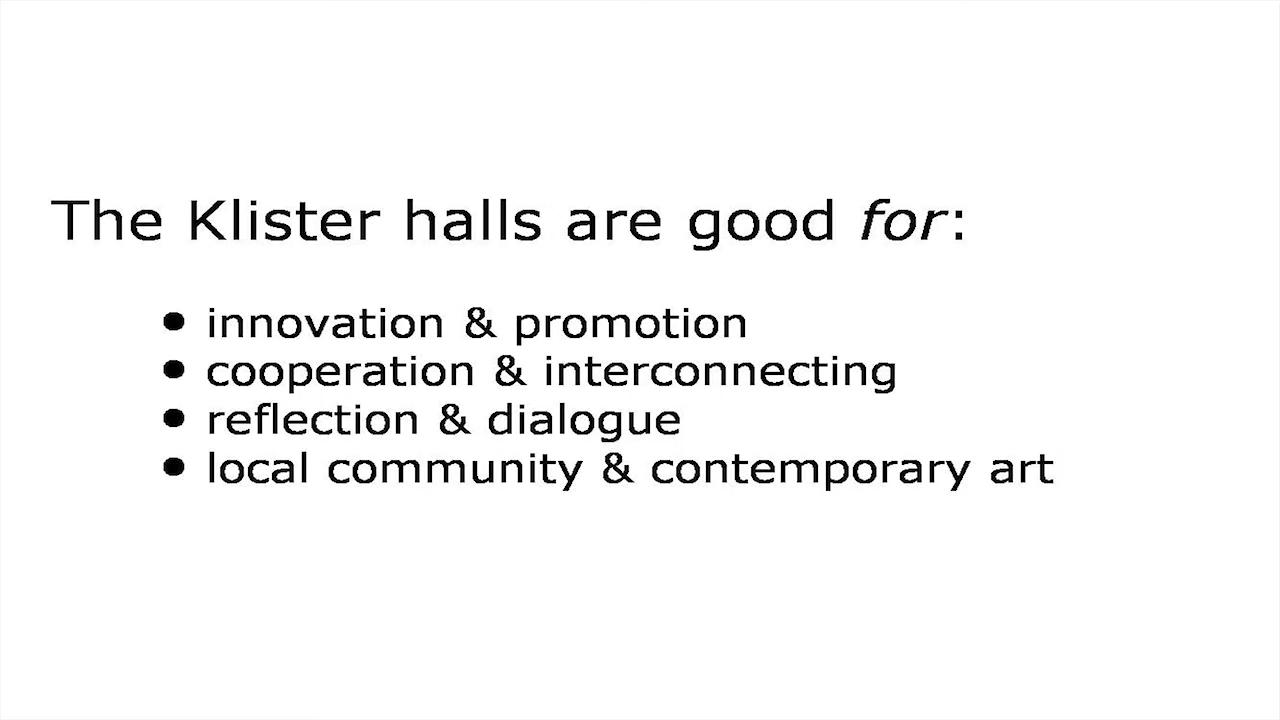 The Klister halls are good for:
• innovation & promotion
• cooperation & interconnecting
• reflection & dialogue
• local community & contemporary art